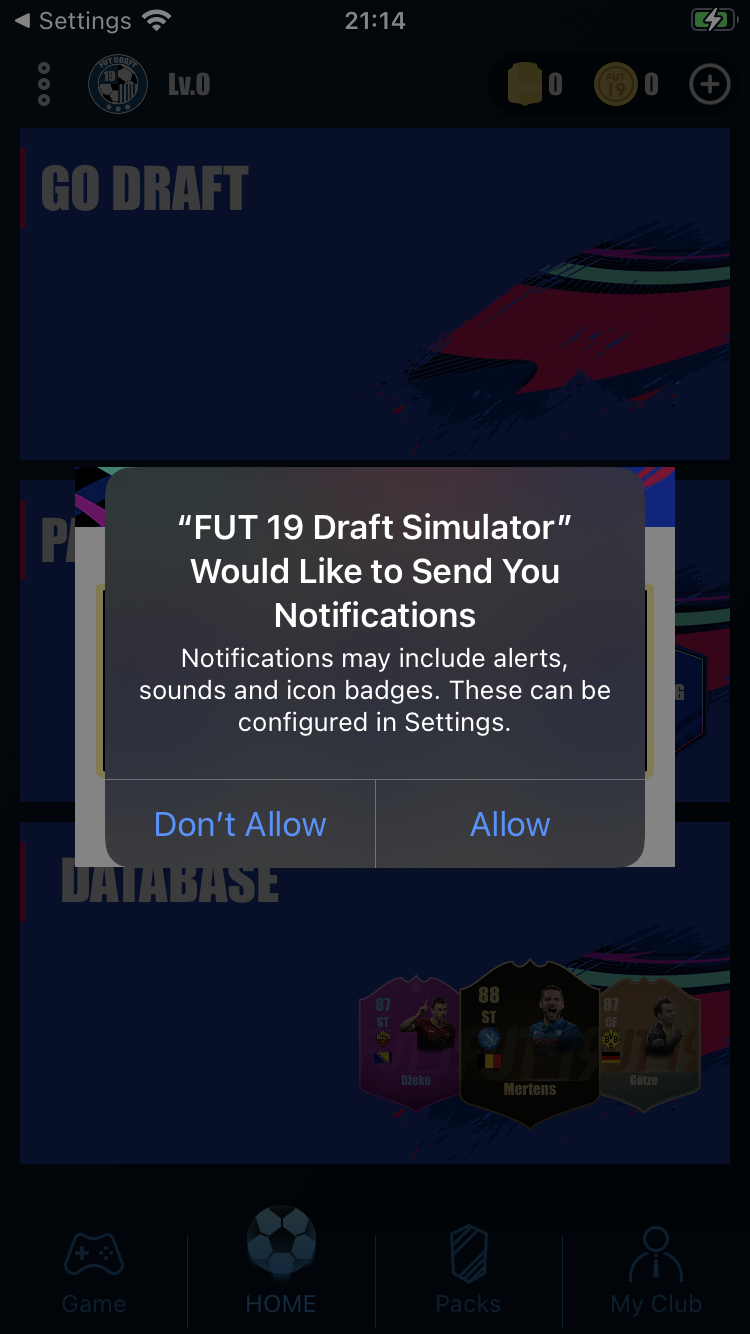 ◀ Settings 21:14
FUT DRAFT
19
Lv.0
0
FUT
19
0
GO DRAFT
“FUT 19 Draft Simulator”
Would Like to Send You
Notifications
Notifications may include alerts,
sounds and icon badges. These can be
configured in Settings.
Don’t Allow
Allow
DATABASE
87
ST
Džeko
88
ST
Mertens
87
CF
Götze
Game
HOME
Packs
My Club